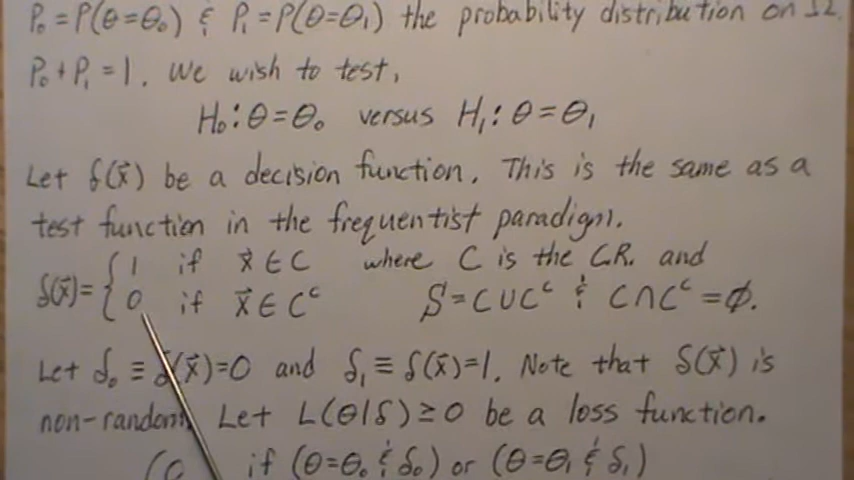 P₀ = P(θ=θ₀) & P₁ = P(θ=θ₁) the probability distribution on Ω.
P₀ + P₁ = 1. We wish to test,
H₀: θ = θ₀ versus H₁: θ = θ₁
Let δ(x⃗) be a decision function. This is the same as a
test function in the frequentist paradigm.
δ(x⃗) = { 1 if x⃗ ∈ C where C is the C.R. and
0 if x⃗ ∈ Cᶜ S = C ∪ Cᶜ & C ∩ Cᶜ = ∅.
Let δ₀ ≡ δ(x⃗)=0 and δ₁ ≡ δ(x⃗)=1. Note that δ(x⃗) is
non-random. Let L(θ|δ) ≥ 0 be a loss function.
(0 if (θ=θ₀ & δ₀) or (θ=θ₁ & δ₁)